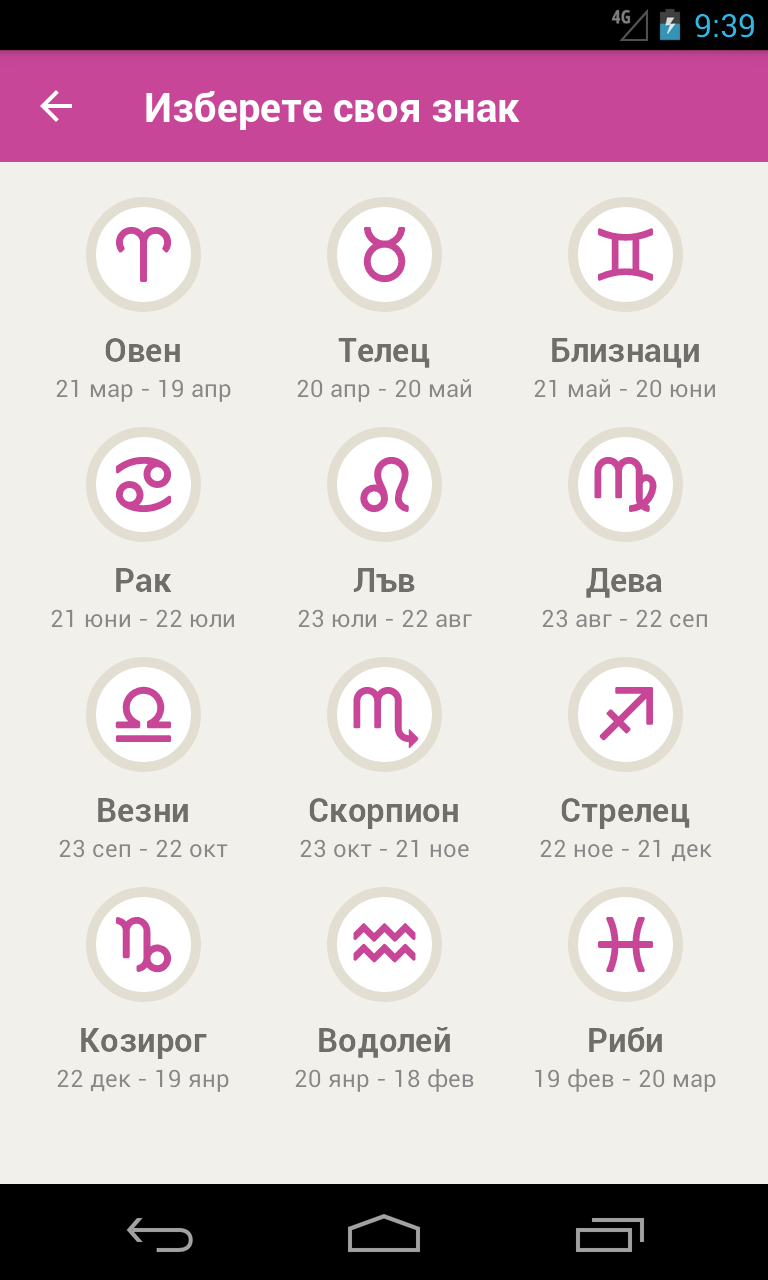 4G 9:39
Изберете своя знак
Овен Телец Близнаци
21 мар - 19 апр 20 апр - 20 май 21 май - 20 юни
Рак Лъв Дева
21 юни - 22 юли 23 юли - 22 авг 23 авг - 22 сеп
Везни Скорпион Стрелец
23 сеп - 22 окт 23 окт - 21 ное 22 ное - 21 дек
Козирог Водолей Риби
22 дек - 19 янр 20 янр - 18 фев 19 фев - 20 мар